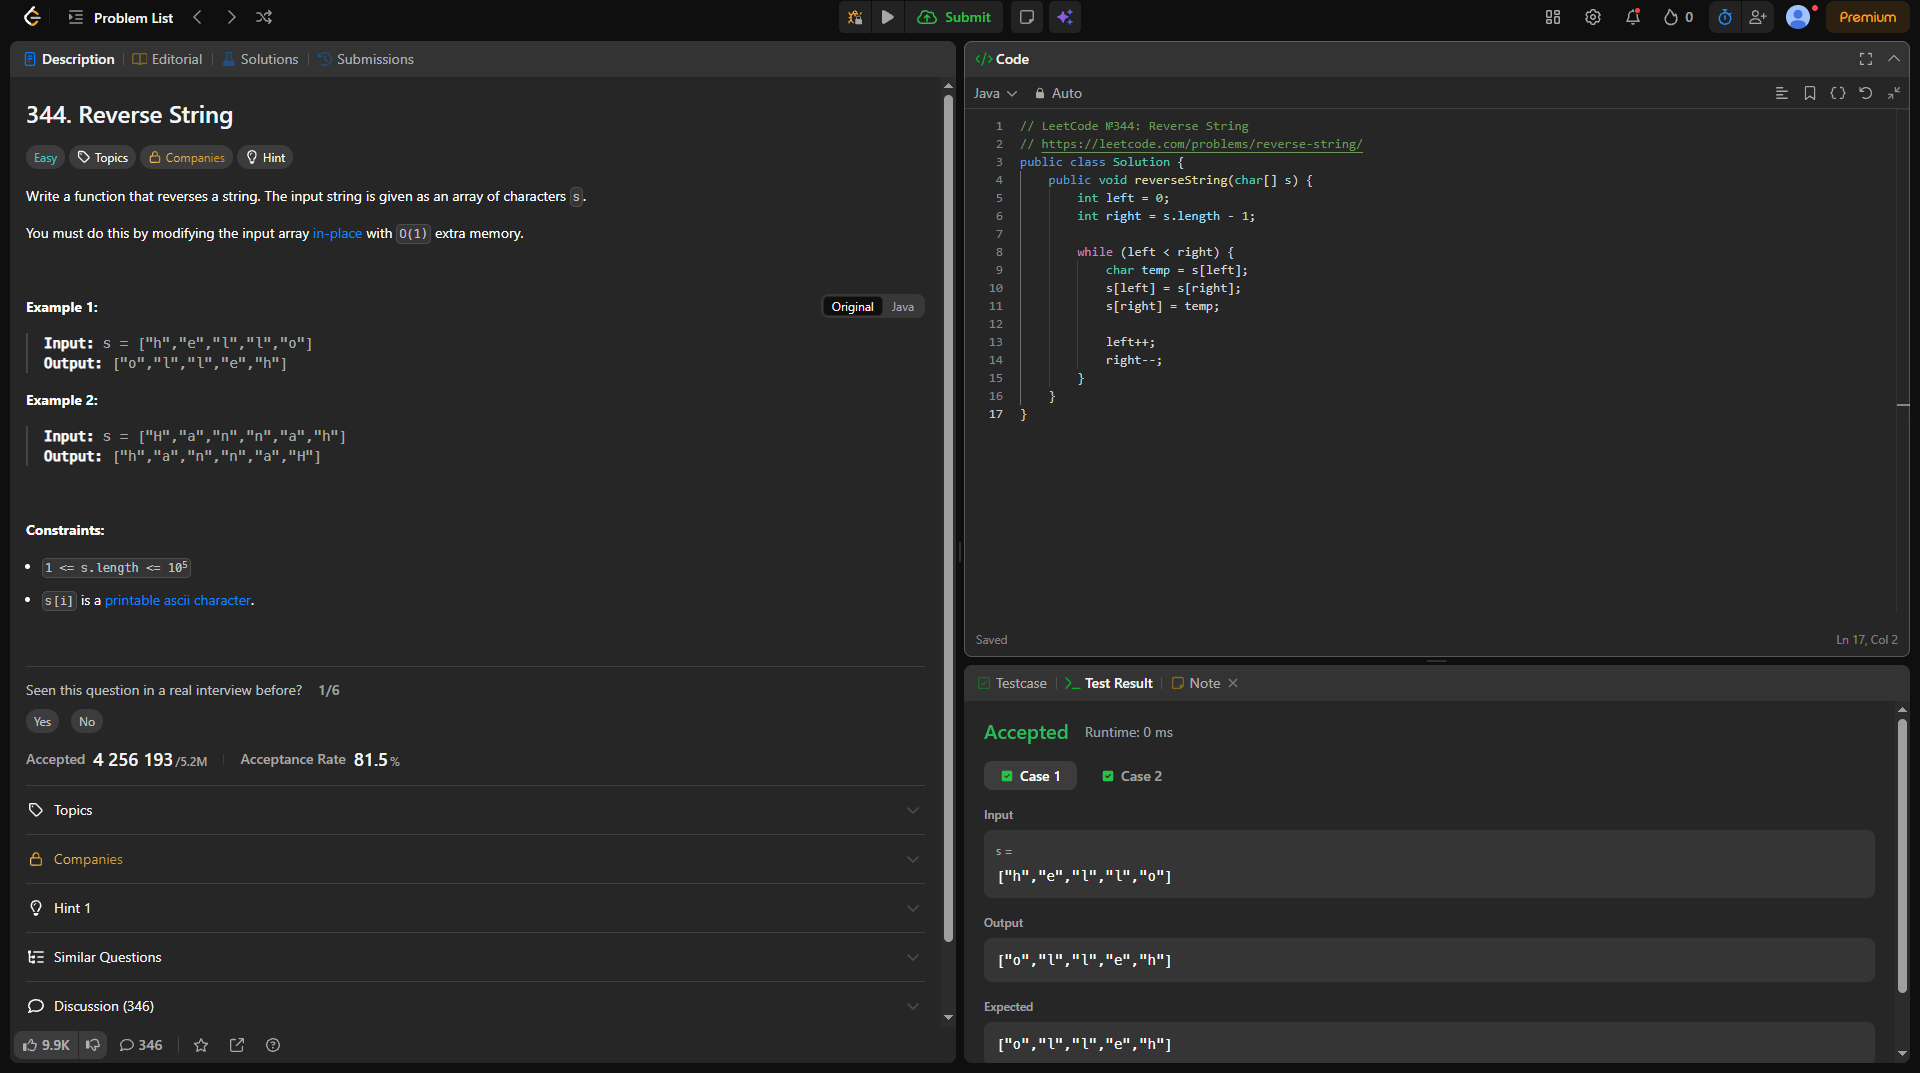 Problem List
Submit
0
Premium
Description
Editorial
Solutions
Submissions
344. Reverse String
Easy
Topics
Companies
Hint
Write a function that reverses a string. The input string is given as an array of characters s.
You must do this by modifying the input array in-place with O(1) extra memory.
Example 1:
Original
Java
Input: s = ["h","e","l","l","o"]
Output: ["o","l","l","e","h"]
Example 2:
Input: s = ["H","a","n","n","a","h"]
Output: ["h","a","n","n","a","H"]
Constraints:
1 <= s.length <= 10⁵
s[i] is a printable ascii character.
Seen this question in a real interview before? 1/6
Yes
No
Accepted 4 256 193/5.2M
Acceptance Rate 81.5%
Topics
Companies
Hint 1
Similar Questions
Discussion (346)
9.9K
346
</> Code
Java
Auto
1 // LeetCode №344: Reverse String
2 // https://leetcode.com/problems/reverse-string/
3 public class Solution {
4 public void reverseString(char[] s) {
5 int left = 0;
6 int right = s.length - 1;
7
8 while (left < right) {
9 char temp = s[left];
10 s[left] = s[right];
11 s[right] = temp;
12
13 left++;
14 right--;
15 }
16 }
17 }
Saved
Ln 17, Col 2
Testcase
Test Result
Note
Accepted
Runtime: 0 ms
Case 1
Case 2
Input
s =
["h","e","l","l","o"]
Output
["o","l","l","e","h"]
Expected
["o","l","l","e","h"]